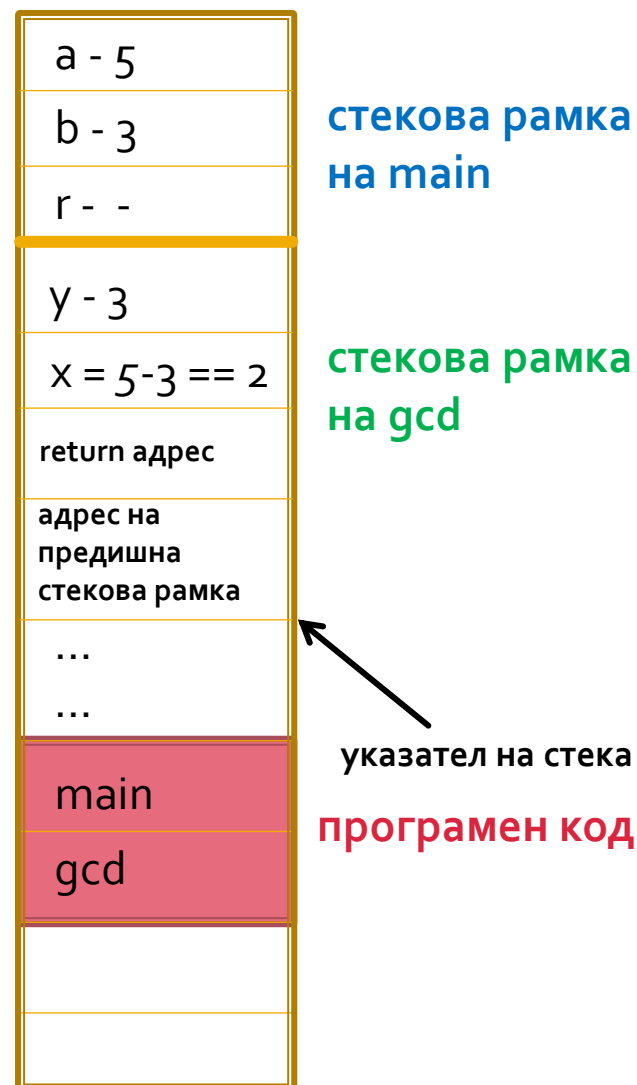 a - 5
b - 3
r -  -
стекова рамка
на main
y - 3
x = 5-3 == 2
стекова рамка
на gcd
return адрес
адрес на
предишна
стекова рамка
...
...
указател на стека
main
програмен код
gcd